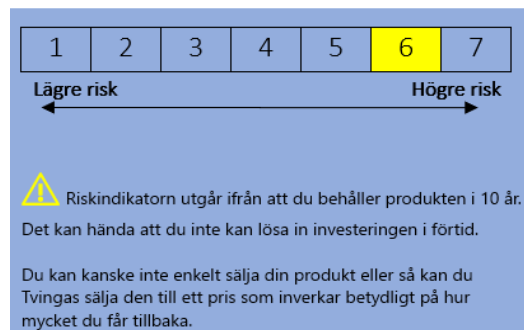 1 2 3 4 5 6 7
Lägre risk Högre risk
Riskindikatorn utgår ifrån att du behåller produkten i 10 år.
Det kan hända att du inte kan lösa in investeringen i förtid.
Du kan kanske inte enkelt sälja din produkt eller så kan du
Tvingas sälja den till ett pris som inverkar betydligt på hur
mycket du får tillbaka.